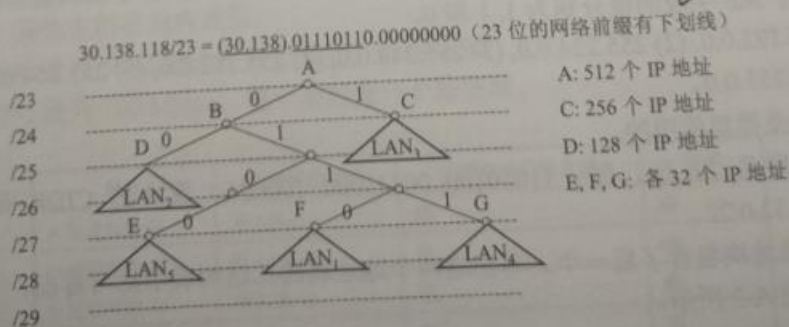 30.138.118/23 = (30.138).01110110.00000000（23 位的网络前缀有下划线）
A
A: 512 个 IP 地址
/23
0
1
B
C
C: 256 个 IP 地址
/24
D
0
1
LAN₃
D: 128 个 IP 地址
/25
0
1
E, F, G: 各 32 个 IP 地址
/26
LAN₂
F
0
1
G
E
0
/27
LAN₅
LAN₁
LAN₄
/28
/29